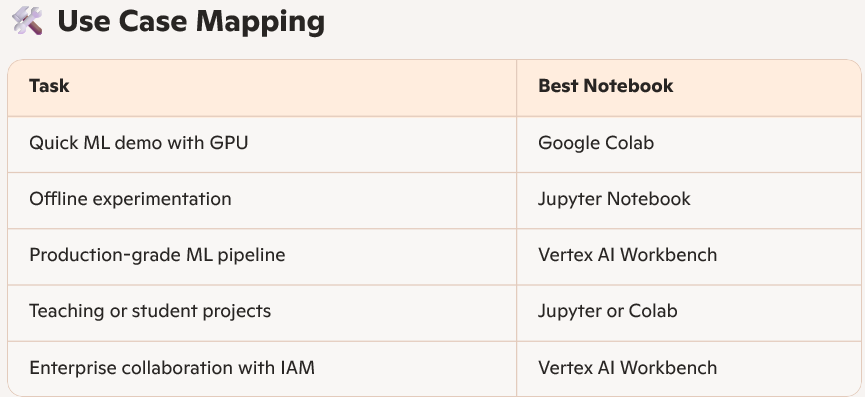 Use Case Mapping
Task Best Notebook
Quick ML demo with GPU Google Colab
Offline experimentation Jupyter Notebook
Production-grade ML pipeline Vertex AI Workbench
Teaching or student projects Jupyter or Colab
Enterprise collaboration with IAM Vertex AI Workbench